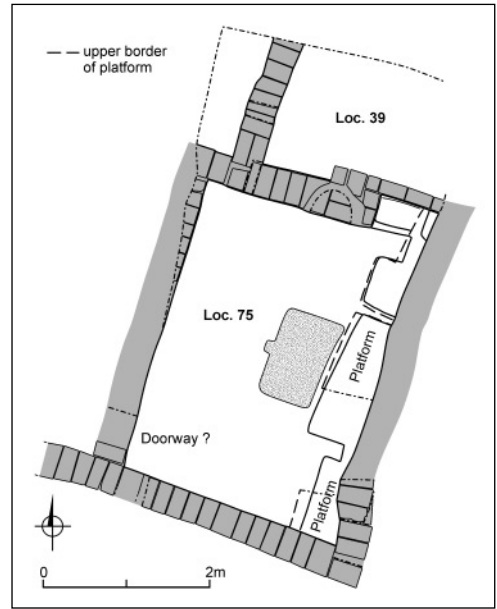 upper border
of platform
Loc. 39
Loc. 75
Platform
Doorway ?
Platform
0 2m